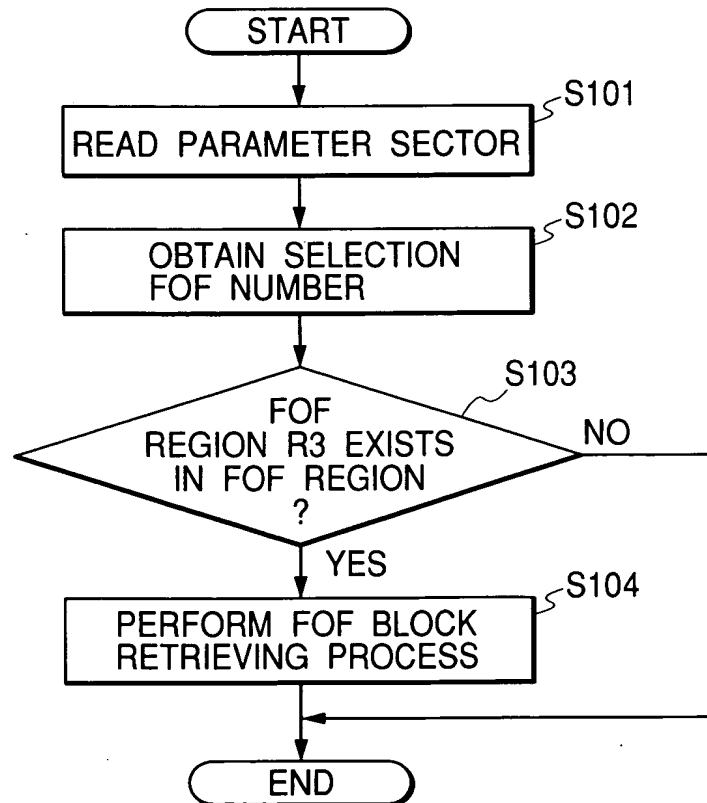 START
S101
READ PARAMETER SECTOR
S102
OBTAIN SELECTION
FOF NUMBER
S103
FOF
REGION R3 EXISTS
IN FOF REGION
?
NO
YES
S104
PERFORM FOF BLOCK
RETRIEVING PROCESS
END